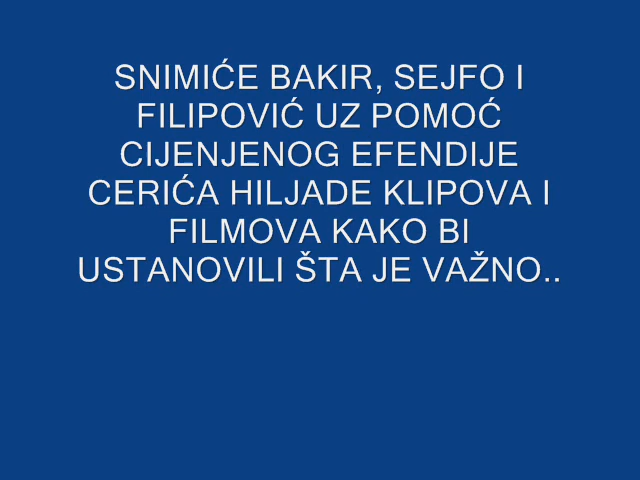 SNIMIĆE BAKIR, SEJFO I
FILIPOVIĆ UZ POMOĆ
CIJENJENOG EFENDIJE
CERIĆA HILJADE KLIPOVA I
FILMOVA KAKO BI
USTANOVILI ŠTA JE VAŽNO..